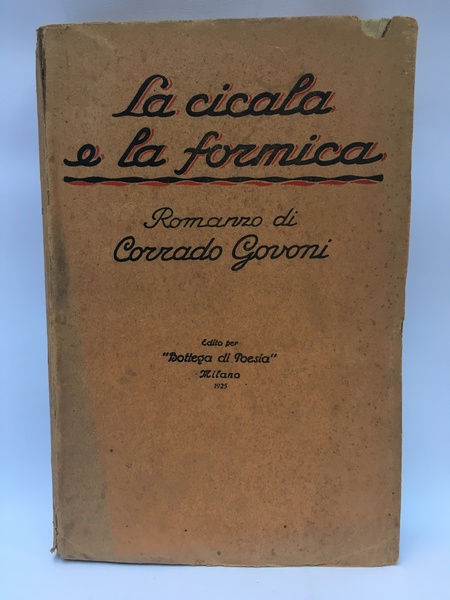 La cicala
e la formica
Romanzo di
Corrado Govoni
Edito per
"Bottega di Poesia"
Milano
1925